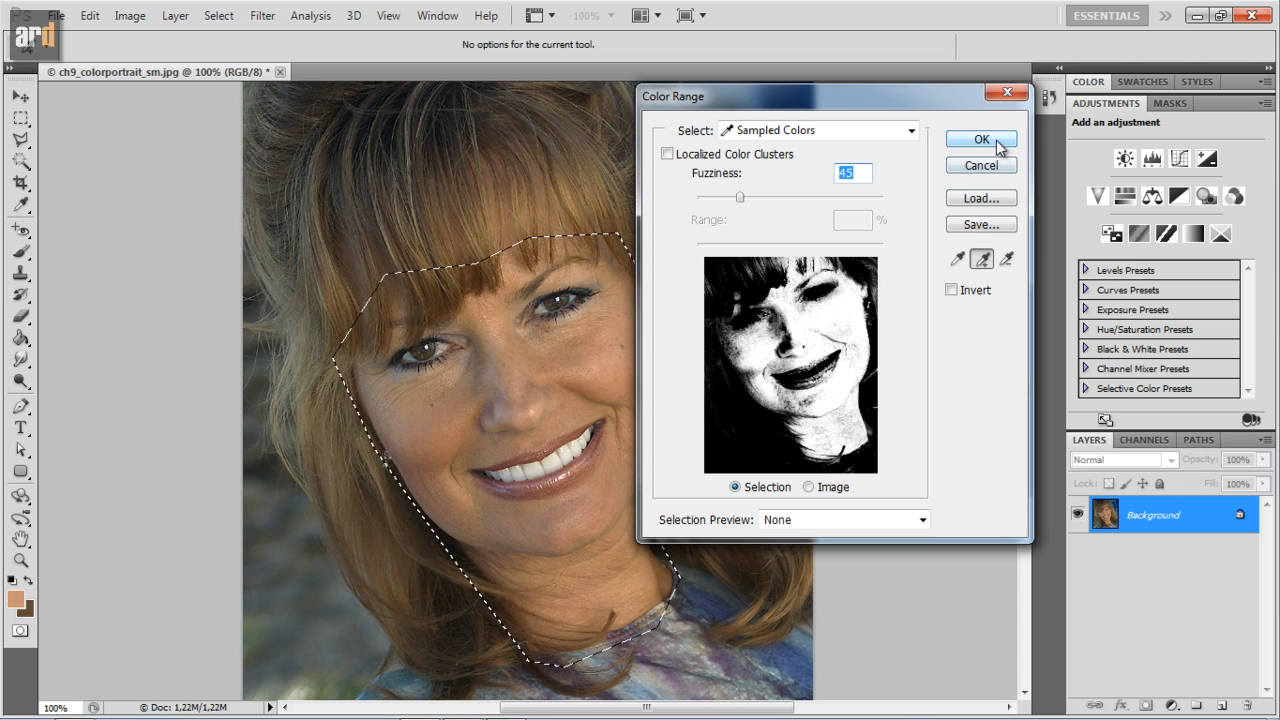 File Edit Image Layer Select Filter Analysis 3D View Window Help 100% ESSENTIALS
ard
No options for the current tool.
© ch9_colorportrait_sm.jpg @ 100% (RGB/8) *
Color Range
Select: Sampled Colors
Localized Color Clusters
Fuzziness: 45
Range: %
OK
Cancel
Load...
Save...
Invert
Selection Image
Selection Preview: None
COLOR SWATCHES STYLES
ADJUSTMENTS MASKS
Add an adjustment
Levels Presets
Curves Presets
Exposure Presets
Hue/Saturation Presets
Black & White Presets
Channel Mixer Presets
Selective Color Presets
LAYERS CHANNELS PATHS
Normal Opacity: 100%
Lock: Fill: 100%
Background
100% © Doc: 1,22M/1,22M